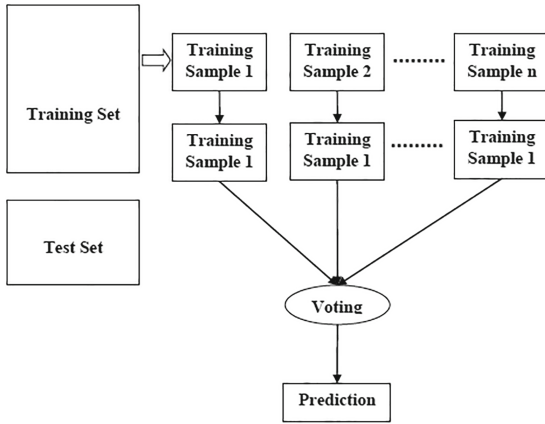 Training Set
Training
Sample 1
Training
Sample 2
Training
Sample n
Training
Sample 1
Training
Sample 1
Training
Sample 1
Test Set
Voting
Prediction